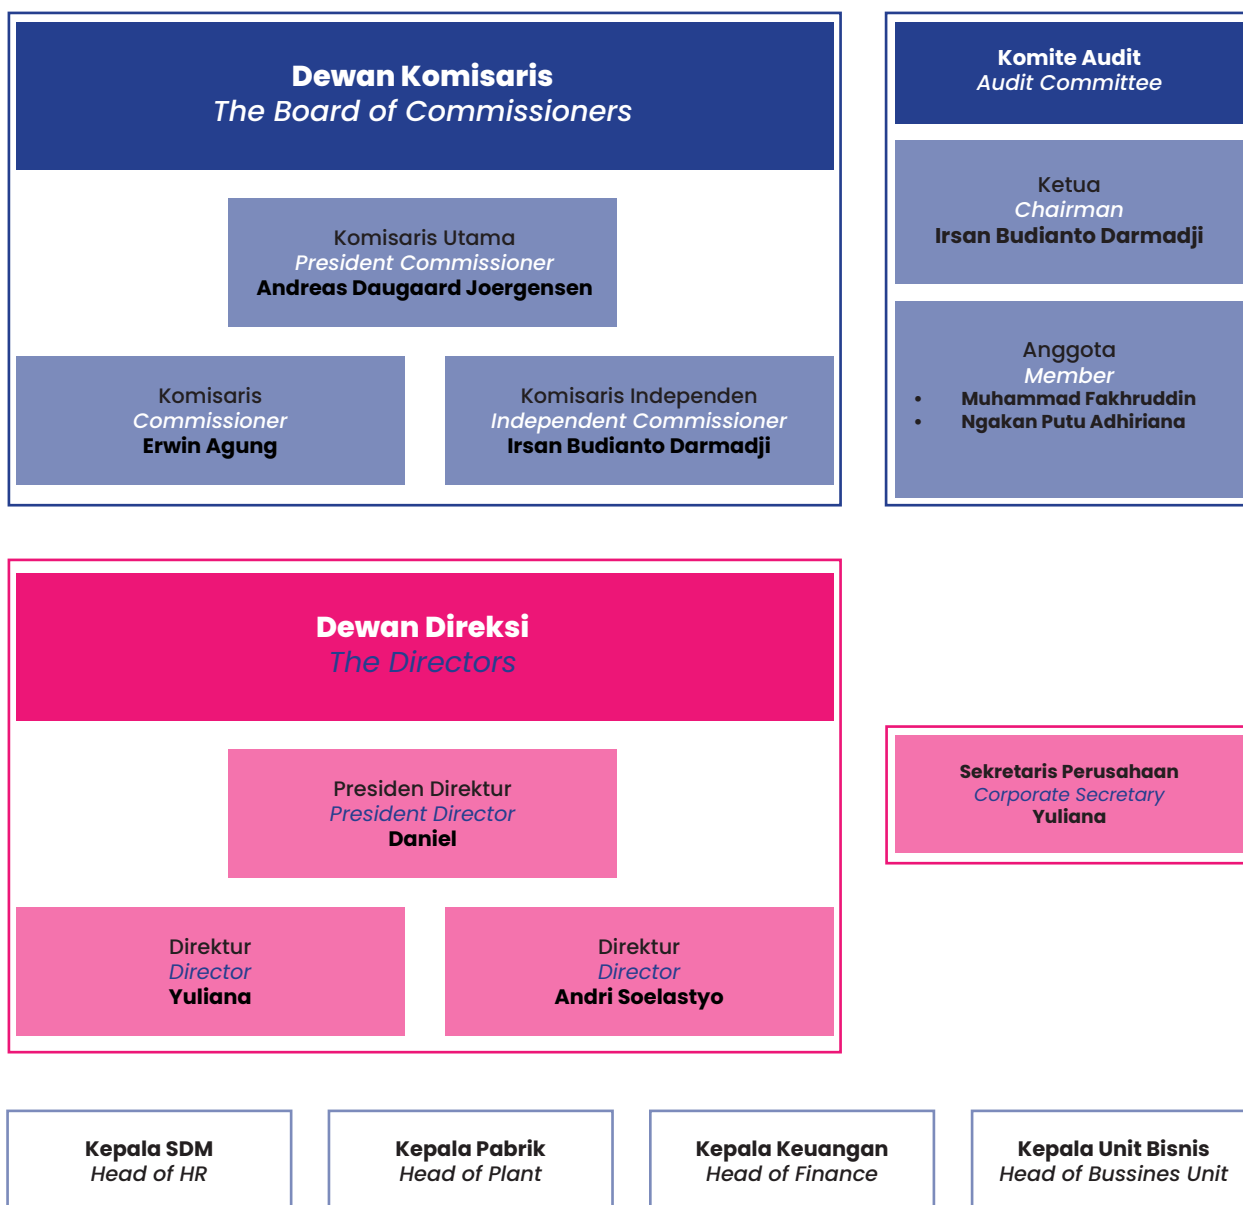 Dewan Komisaris
The Board of Commissioners
Komisaris Utama
President Commissioner
Andreas Daugaard Joergensen
Komisaris
Commissioner
Erwin Agung
Komisaris Independen
Independent Commissioner
Irsan Budianto Darmadji
Komite Audit
Audit Committee
Ketua
Chairman
Irsan Budianto Darmadji
Anggota
Member
• Muhammad Fakhruddin
• Ngakan Putu Adhiriana
Dewan Direksi
The Directors
Presiden Direktur
President Director
Daniel
Direktur
Director
Yuliana
Direktur
Director
Andri Soelastyo
Sekretaris Perusahaan
Corporate Secretary
Yuliana
Kepala SDM
Head of HR
Kepala Pabrik
Head of Plant
Kepala Keuangan
Head of Finance
Kepala Unit Bisnis
Head of Bussines Unit